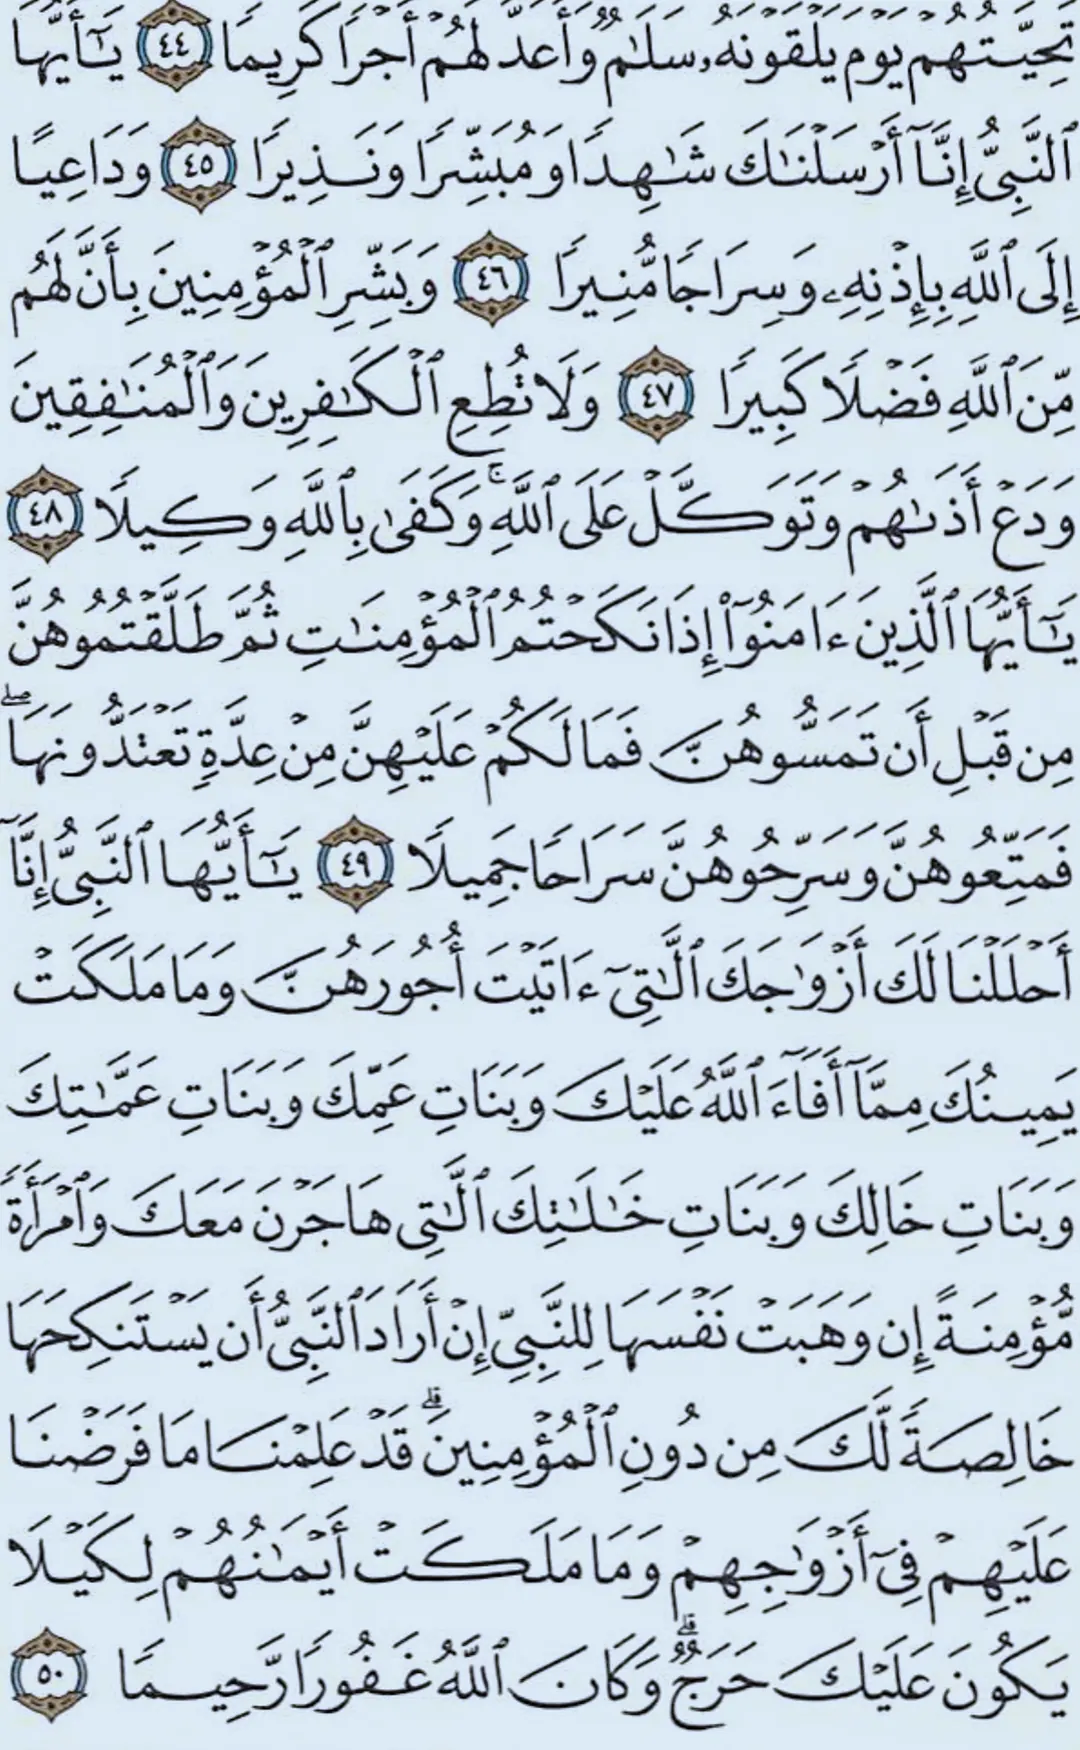 تَحِيَّتُهُمْ يَوْمَ يَلْقَوْنَهُۥ سَلَـٰمٌ وَأَعَدَّ لَهُمْ أَجْرًا كَرِيمًا ٤٤ يَـٰٓأَيُّهَا
ٱلنَّبِىُّ إِنَّآ أَرْسَلْنَـٰكَ شَـٰهِدًا وَمُبَشِّرًا وَنَذِيرًا ٤٥ وَدَاعِيًا
إِلَى ٱللَّهِ بِإِذْنِهِۦ وَسِرَاجًا مُّنِيرًا ٤٦ وَبَشِّرِ ٱلْمُؤْمِنِينَ بِأَنَّ لَهُم
مِّنَ ٱللَّهِ فَضْلًا كَبِيرًا ٤٧ وَلَا تُطِعِ ٱلْكَـٰفِرِينَ وَٱلْمُنَـٰفِقِينَ
وَدَعْ أَذَىٰهُمْ وَتَوَكَّلْ عَلَى ٱللَّهِ ۚ وَكَفَىٰ بِٱللَّهِ وَكِيلًا ٤٨
يَـٰٓأَيُّهَا ٱلَّذِينَ ءَامَنُوٓا۟ إِذَا نَكَحْتُمُ ٱلْمُؤْمِنَـٰتِ ثُمَّ طَلَّقْتُمُوهُنَّ
مِن قَبْلِ أَن تَمَسُّوهُنَّ فَمَا لَكُمْ عَلَيْهِنَّ مِنْ عِدَّةٍ تَعْتَدُّونَهَا ۖ
فَمَتِّعُوهُنَّ وَسَرِّحُوهُنَّ سَرَاحًا جَمِيلًا ٤٩ يَـٰٓأَيُّهَا ٱلنَّبِىُّ إِنَّآ
أَحْلَلْنَا لَكَ أَزْوَٰجَكَ ٱلَّـٰتِىٓ ءَاتَيْتَ أُجُورَهُنَّ وَمَا مَلَكَتْ
يَمِينُكَ مِمَّآ أَفَآءَ ٱللَّهُ عَلَيْكَ وَبَنَاتِ عَمِّكَ وَبَنَاتِ عَمَّـٰتِكَ
وَبَنَاتِ خَالِكَ وَبَنَاتِ خَـٰلَـٰتِكَ ٱلَّـٰتِى هَاجَرْنَ مَعَكَ وَٱمْرَأَةً
مُّؤْمِنَةً إِن وَهَبَتْ نَفْسَهَا لِلنَّبِىِّ إِنْ أَرَادَ ٱلنَّبِىُّ أَن يَسْتَنكِحَهَا
خَالِصَةً لَّكَ مِن دُونِ ٱلْمُؤْمِنِينَ ۗ قَدْ عَلِمْنَا مَا فَرَضْنَا
عَلَيْهِمْ فِىٓ أَزْوَٰجِهِمْ وَمَا مَلَكَتْ أَيْمَـٰنُهُمْ لِكَيْلَا
يَكُونَ عَلَيْكَ حَرَجٌ ۗ وَكَانَ ٱللَّهُ غَفُورًا رَّحِيمًا ٥٠